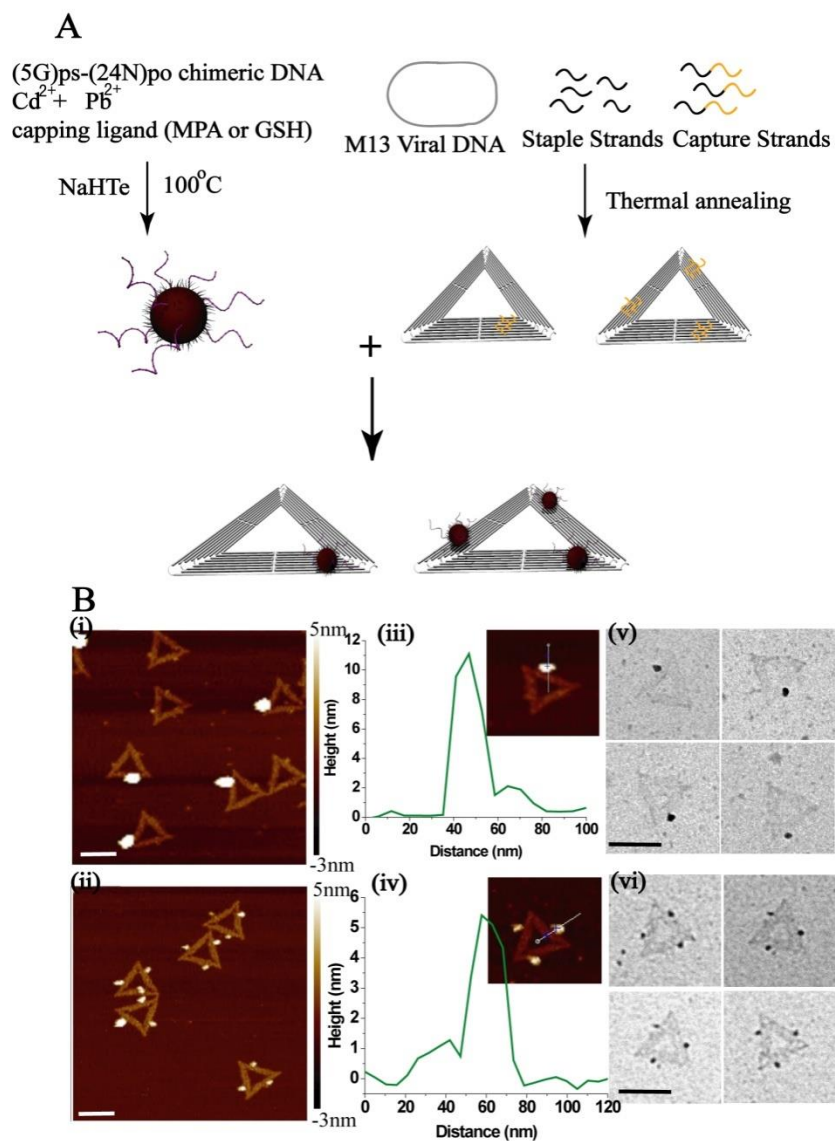 A
(5G)ps-(24N)po chimeric DNA
Cd2++ Pb2+
capping ligand (MPA or GSH)
NaHTe 100°C
M13 Viral DNA Staple Strands Capture Strands
Thermal annealing
+
B
(i)
5nm
-3nm
(iii)
12
10
8
6
4
2
0
Height (nm)
0 20 40 60 80 100
Distance (nm)
(v)
(ii)
5nm
-3nm
(iv)
6
5
4
3
2
1
0
Height (nm)
0 20 40 60 80 100 120
Distance (nm)
(vi)